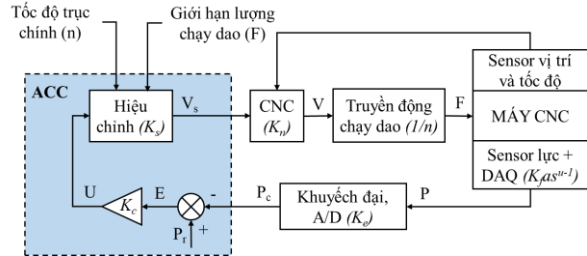 Tốc độ trục
chính (n)
Giới hạn lượng
chạy dao (F)
ACC
Hiệu
chỉnh (Ks)
Vs
CNC
(Kn)
V
Truyền động
chạy dao (1/n)
F
Sensor vị trí
và tốc độ
MÁY CNC
Sensor lực +
DAQ (Kfasu-1)
U
Kc
E
-
Pr
+
Pc
Khuyếch đại,
A/D (Ke)
P